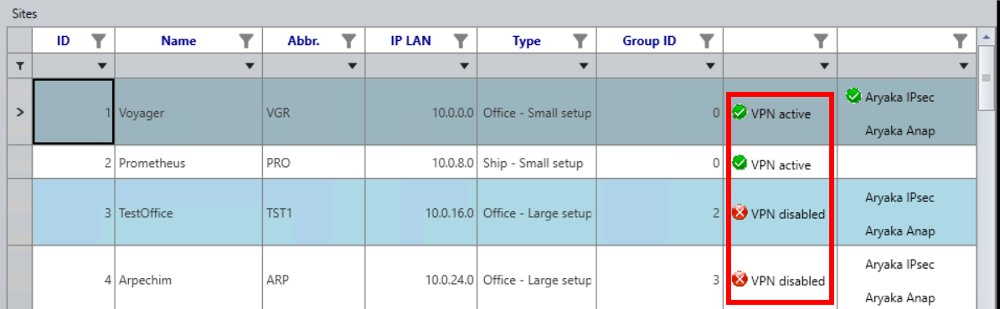 Sites
ID Name Abbr. IP LAN Type Group ID
1 Voyager VGR 10.0.0.0 Office - Small setup 0 VPN active Aryaka IPsec
Aryaka Anap
2 Prometheus PRO 10.0.8.0 Ship - Small setup 0 VPN active
3 TestOffice TST1 10.0.16.0 Office - Large setup 2 VPN disabled Aryaka IPsec
Aryaka Anap
4 Arpechim ARP 10.0.24.0 Office - Large setup 3 VPN disabled Aryaka IPsec
Aryaka Anap